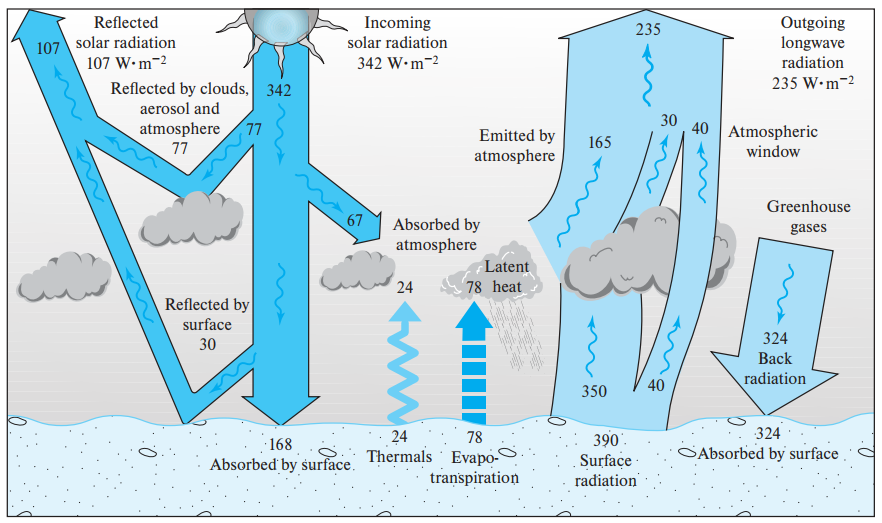 Reflected
solar radiation
107 W·m⁻²
107
Incoming
solar radiation
342 W·m⁻²
342
Reflected by clouds,
aerosol and
atmosphere
77
77
67
Absorbed by
atmosphere
Reflected by
surface
30
168
Absorbed by surface
24
24
Thermals
Latent
78 heat
78
Evapo-
transpiration
235
Outgoing
longwave
radiation
235 W·m⁻²
Emitted by
atmosphere
165
30
40
Atmospheric
window
Greenhouse
gases
350
40
390
Surface
radiation
324
Back
radiation
324
Absorbed by surface